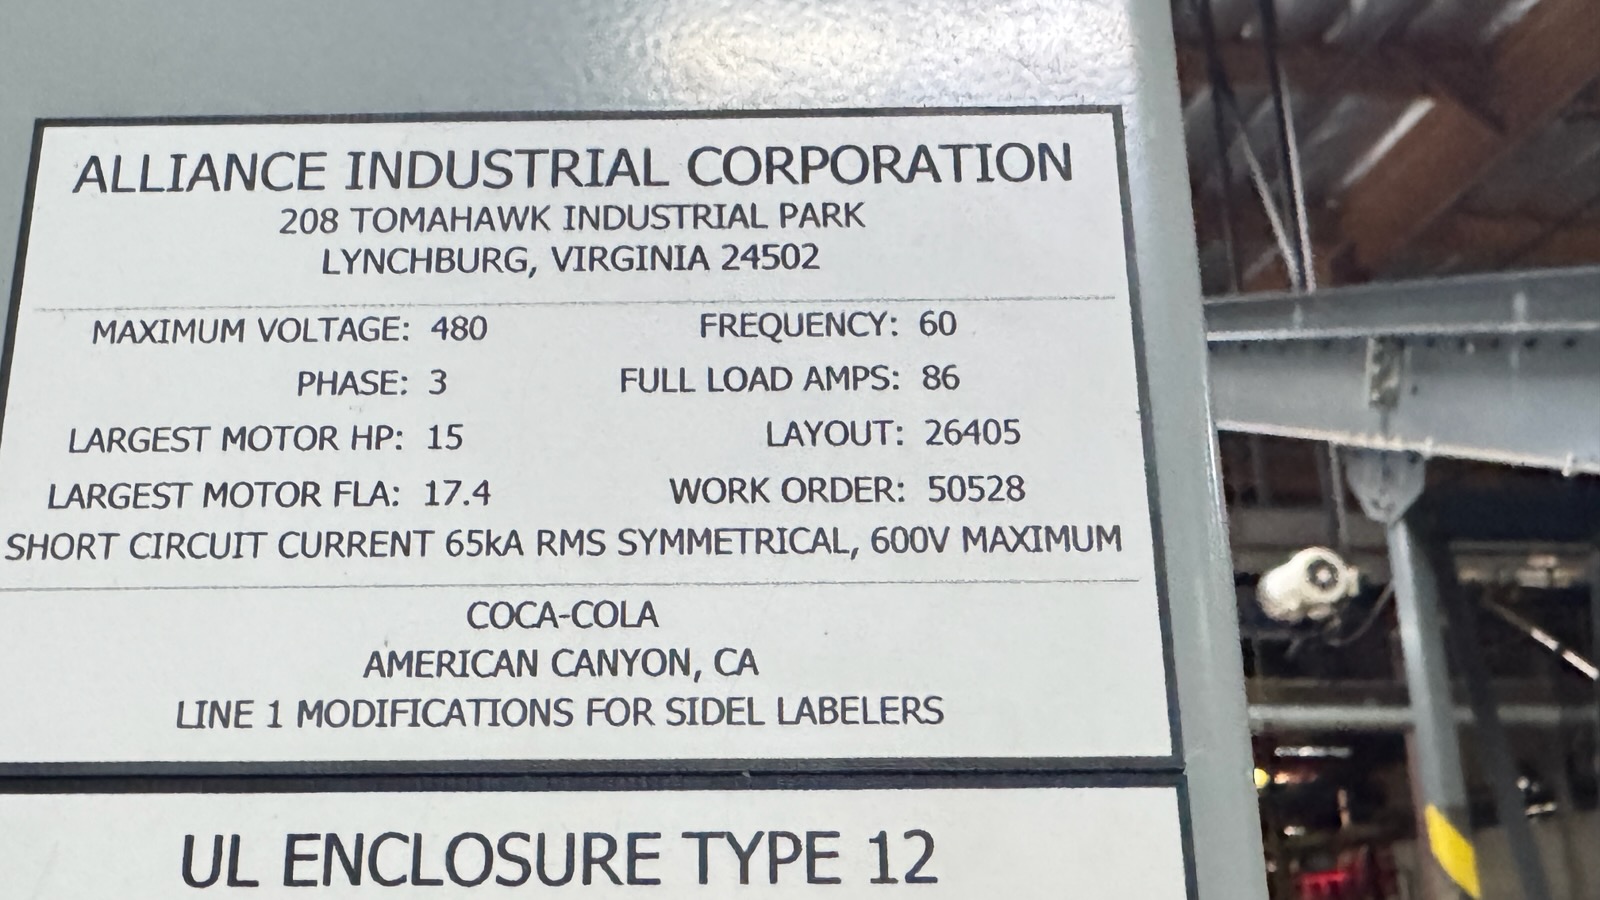 ALLIANCE INDUSTRIAL CORPORATION
208 TOMAHAWK INDUSTRIAL PARK
LYNCHBURG, VIRGINIA 24502
MAXIMUM VOLTAGE: 480 FREQUENCY: 60
PHASE: 3 FULL LOAD AMPS: 86
LARGEST MOTOR HP: 15 LAYOUT: 26405
LARGEST MOTOR FLA: 17.4 WORK ORDER: 50528
SHORT CIRCUIT CURRENT 65kA RMS SYMMETRICAL, 600V MAXIMUM
COCA-COLA
AMERICAN CANYON, CA
LINE 1 MODIFICATIONS FOR SIDEL LABELERS
UL ENCLOSURE TYPE 12